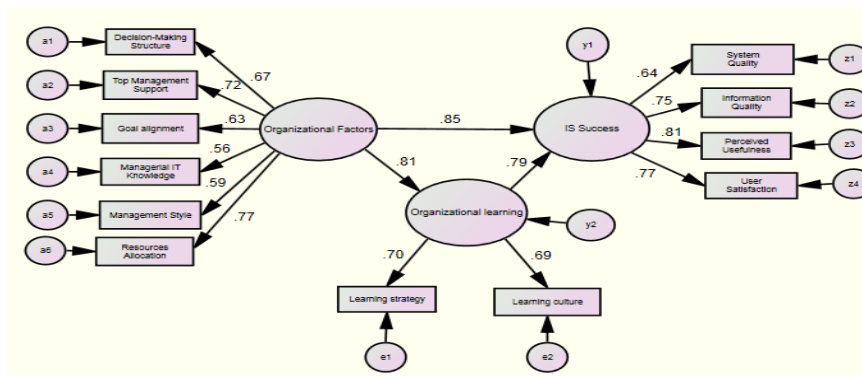 a1
Decision-Making
Structure
.67
a2
Top Management
Support
.72
a3
Goal alignment
.63
a4
Managerial IT
Knowledge
.56
a5
Management Style
.59
a6
Resources
Allocation
.77
Organizational Factors
.85
.81
Organizational learning
y2
.79
y1
IS Success
.64
System
Quality
z1
.75
Information
Quality
z2
.81
Perceived
Usefulness
z3
.77
User
Satisfaction
z4
.70
.69
Learning strategy
Learning culture
e1
e2